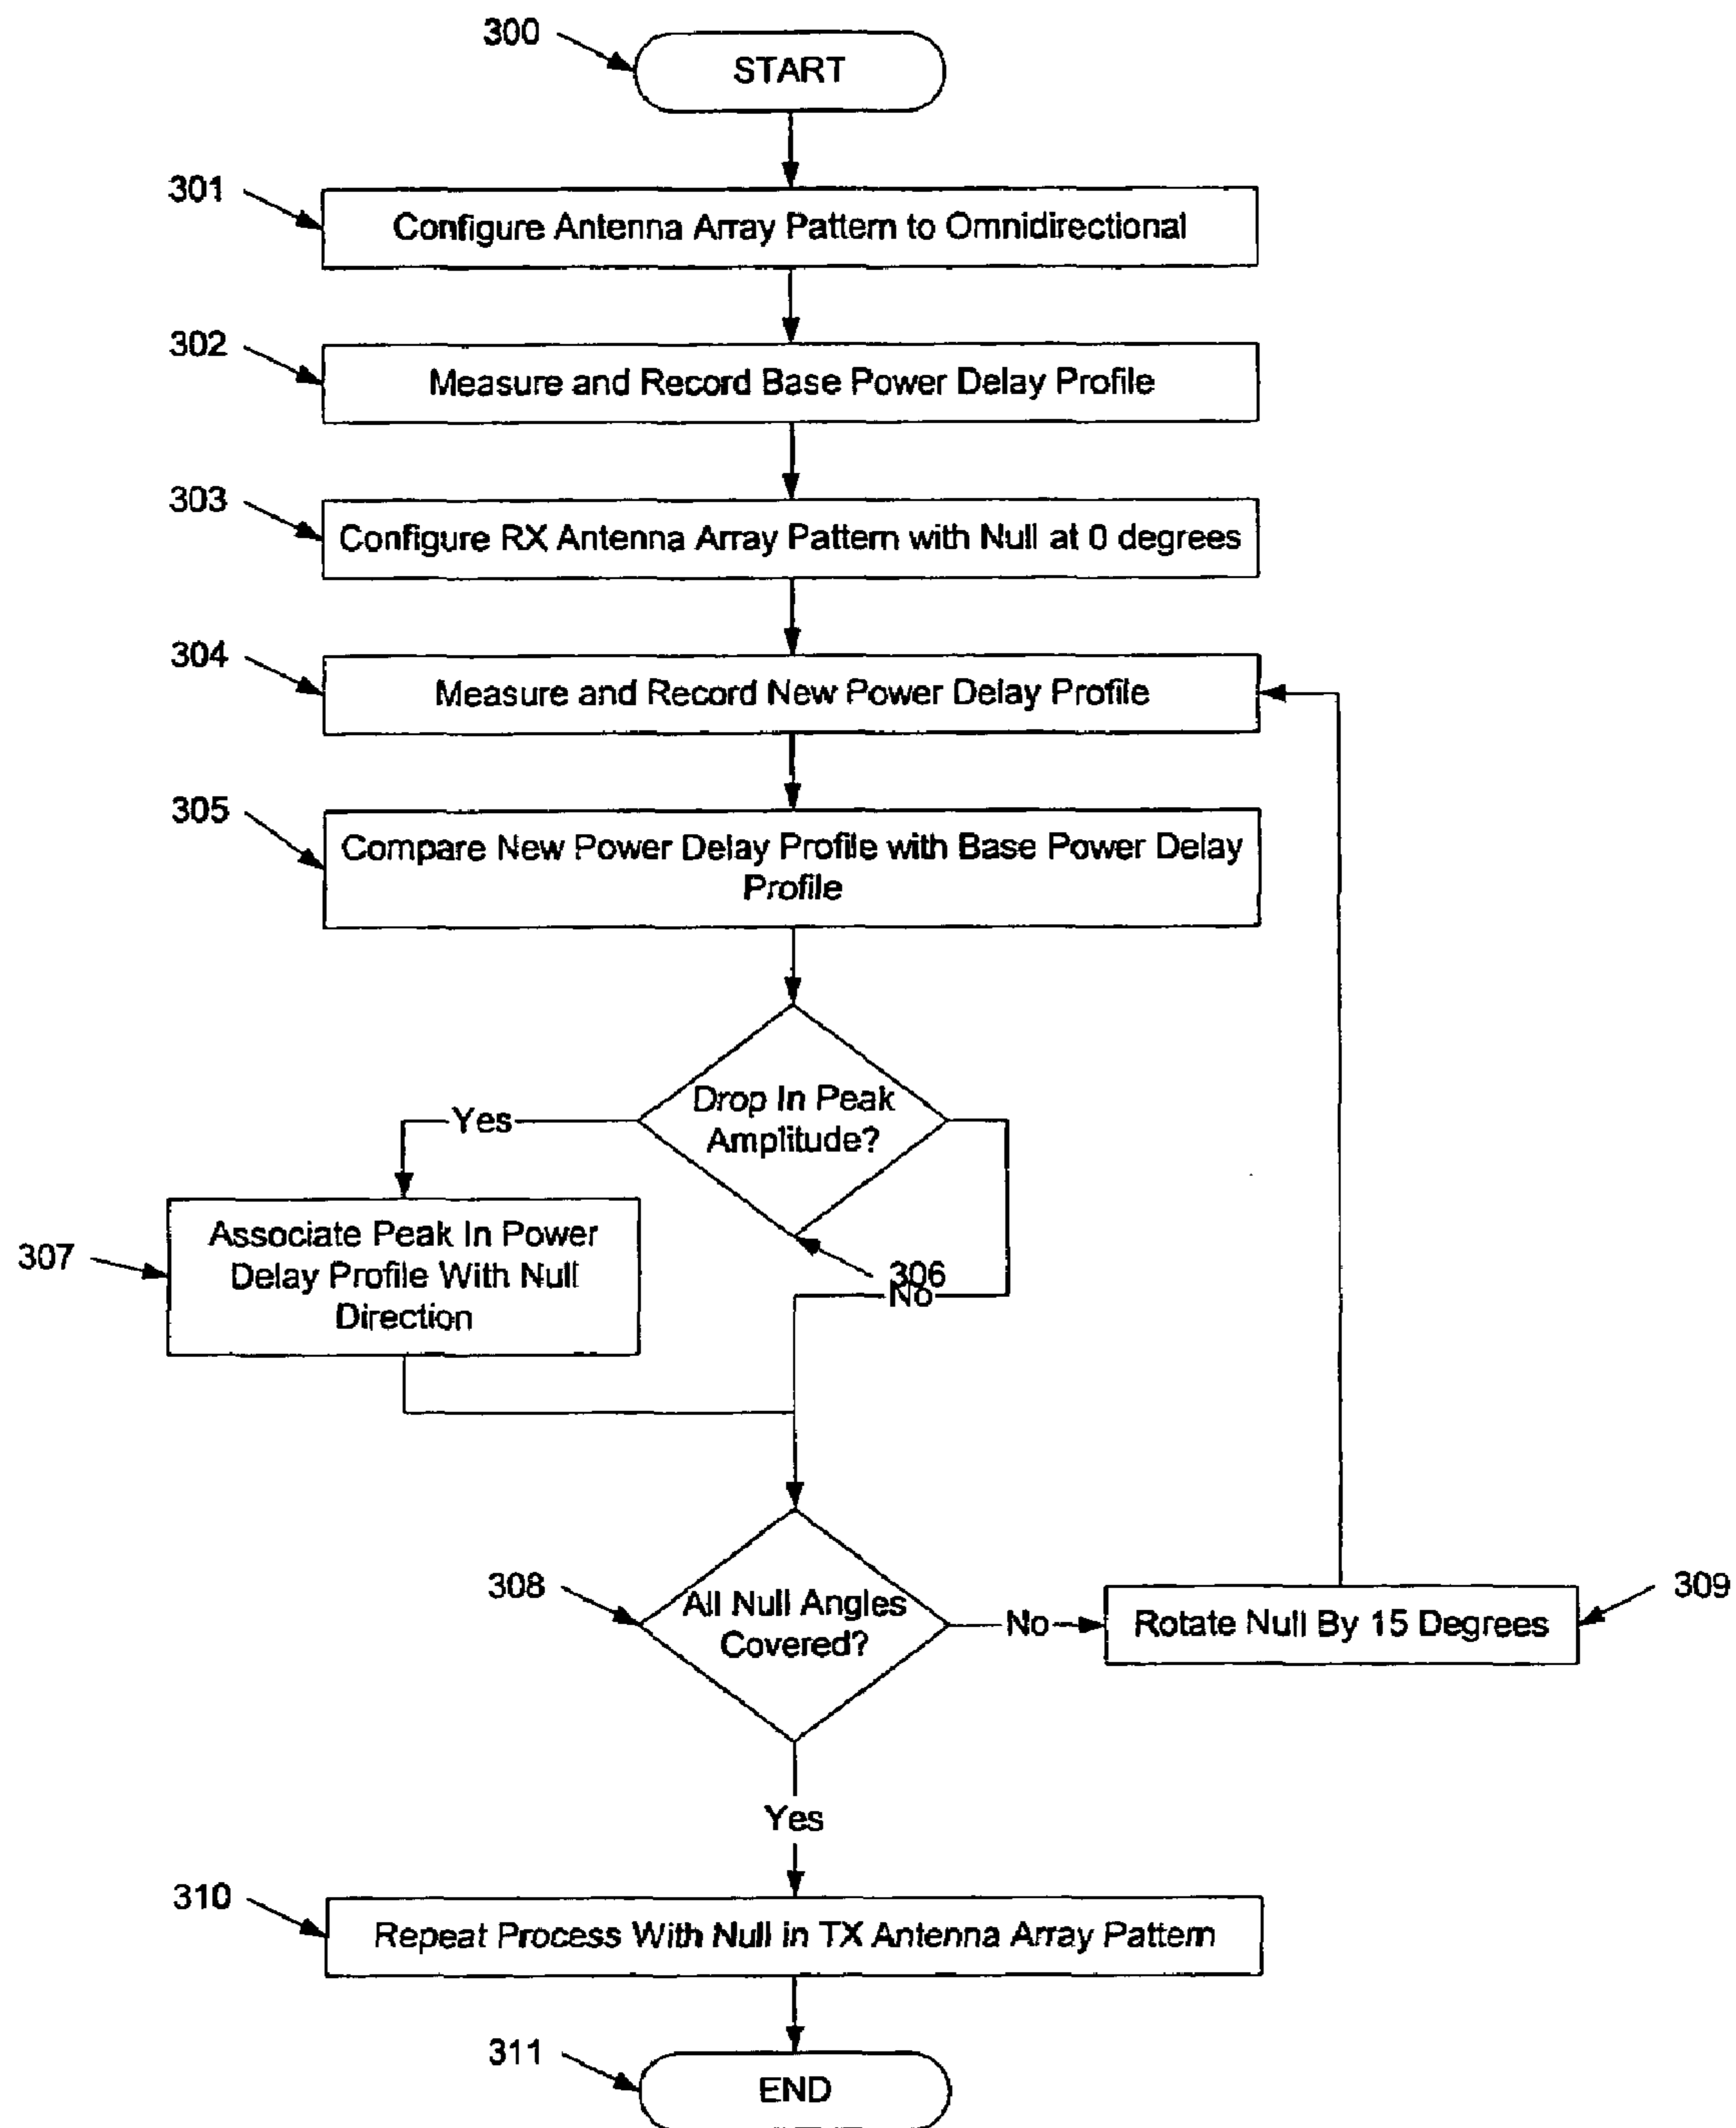 300
START
301
Configure Antenna Array Pattern to Omnidirectional
302
Measure and Record Base Power Delay Profile
303
Configure RX Antenna Array Pattern with Null at 0 degrees
304
Measure and Record New Power Delay Profile
305
Compare New Power Delay Profile with Base Power Delay
Profile
Drop In Peak
Amplitude?
Yes
306
No
307
Associate Peak In Power
Delay Profile With Null
Direction
308
All Null Angles
Covered?
No
Rotate Null By 15 Degrees
309
Yes
310
Repeat Process With Null in TX Antenna Array Pattern
311
END